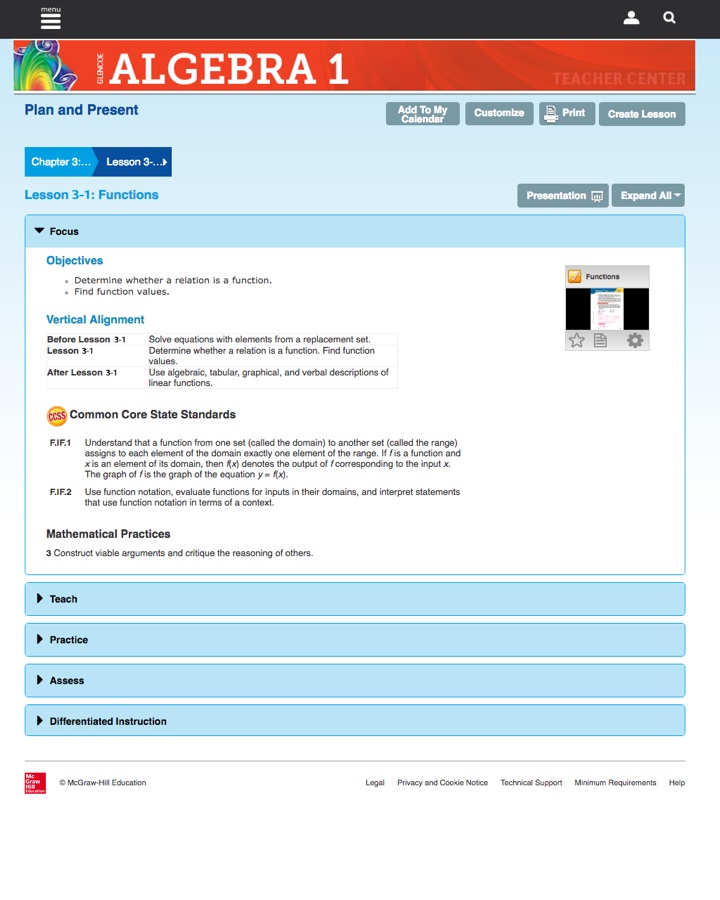 menu
GLENCOE
ALGEBRA 1
TEACHER CENTER
Plan and Present
Add To My
Calendar
Customize
Print
Create Lesson
Chapter 3:...
Lesson 3-...
Lesson 3-1: Functions
Presentation
Expand All
Focus
Objectives
Determine whether a relation is a function.
Find function values.
Functions
Vertical Alignment
Before Lesson 3-1 Solve equations with elements from a replacement set.
Lesson 3-1 Determine whether a relation is a function. Find function
values.
After Lesson 3-1 Use algebraic, tabular, graphical, and verbal descriptions of
linear functions.
CCSS Common Core State Standards
F.IF.1 Understand that a function from one set (called the domain) to another set (called the range)
assigns to each element of the domain exactly one element of the range. If f is a function and
x is an element of its domain, then f(x) denotes the output of f corresponding to the input x.
The graph of f is the graph of the equation y = f(x).
F.IF.2 Use function notation, evaluate functions for inputs in their domains, and interpret statements
that use function notation in terms of a context.
Mathematical Practices
3 Construct viable arguments and critique the reasoning of others.
Teach
Practice
Assess
Differentiated Instruction
Mc
Graw
Hill
Education
© McGraw-Hill Education
Legal
Privacy and Cookie Notice
Technical Support
Minimum Requirements
Help